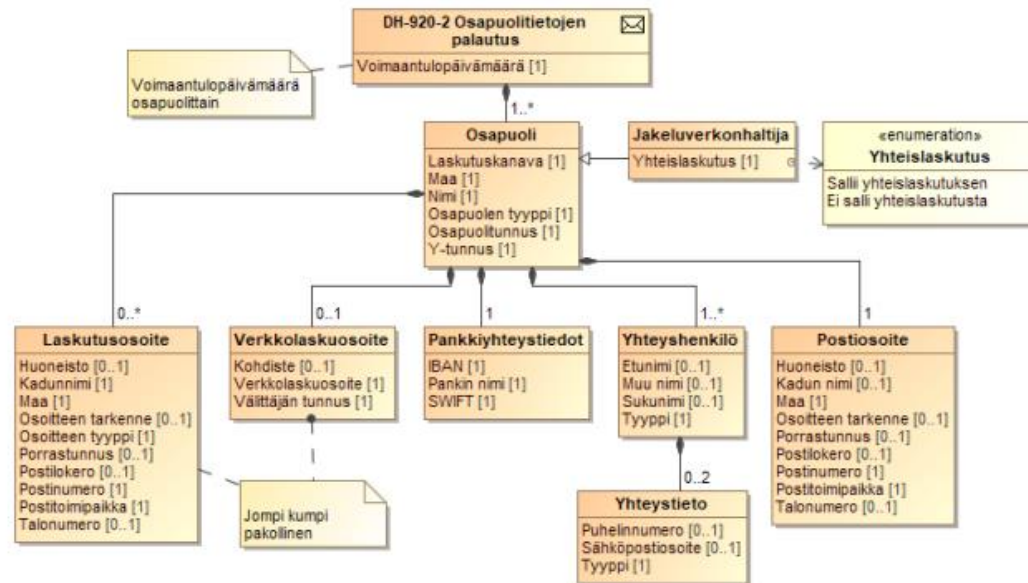 DH-920-2 Osapuolitietojen
palautus
Voimaantulopäivämäärä [1]
Voimaantulopäivämäärä
osapuolittain
1..*
Osapuoli
Laskutuskanava [1]
Maa [1]
Nimi [1]
Osapuolen tyyppi [1]
Osapuolitunnus [1]
Y-tunnus [1]
Jakeluverkonhaltija
Yhteislaskutus [1]
«enumeration»
Yhteislaskutus
Sallii yhteislaskutuksen
Ei salli yhteislaskutusta
0..*
0..1
1
1..*
1
Laskutusosoite
Huoneisto [0..1]
Kadunnimi [1]
Maa [1]
Osoitteen tarkenne [0..1]
Osoitteen tyyppi [1]
Porrastunnus [0..1]
Postilokero [0..1]
Postinumero [1]
Postitoimipaikka [1]
Talonumero [0..1]
Verkkolaskuosoite
Kohdiste [0..1]
Verkkolaskuosoite [1]
Välittäjän tunnus [1]
Jompi kumpi
pakollinen
Pankkiyhteystiedot
IBAN [1]
Pankin nimi [1]
SWIFT [1]
Yhteyshenkilö
Etunimi [0..1]
Muu nimi [0..1]
Sukunimi [0..1]
Tyyppi [1]
0..2
Yhteystieto
Puhelinnumero [0..1]
Sähköpostiosoite [0..1]
Tyyppi [1]
Postiosoite
Huoneisto [0..1]
Kadun nimi [0..1]
Maa [1]
Osoitteen tarkenne [0..1]
Porrastunnus [0..1]
Postilokero [0..1]
Postinumero [1]
Postitoimipaikka [1]
Talonumero [0..1]